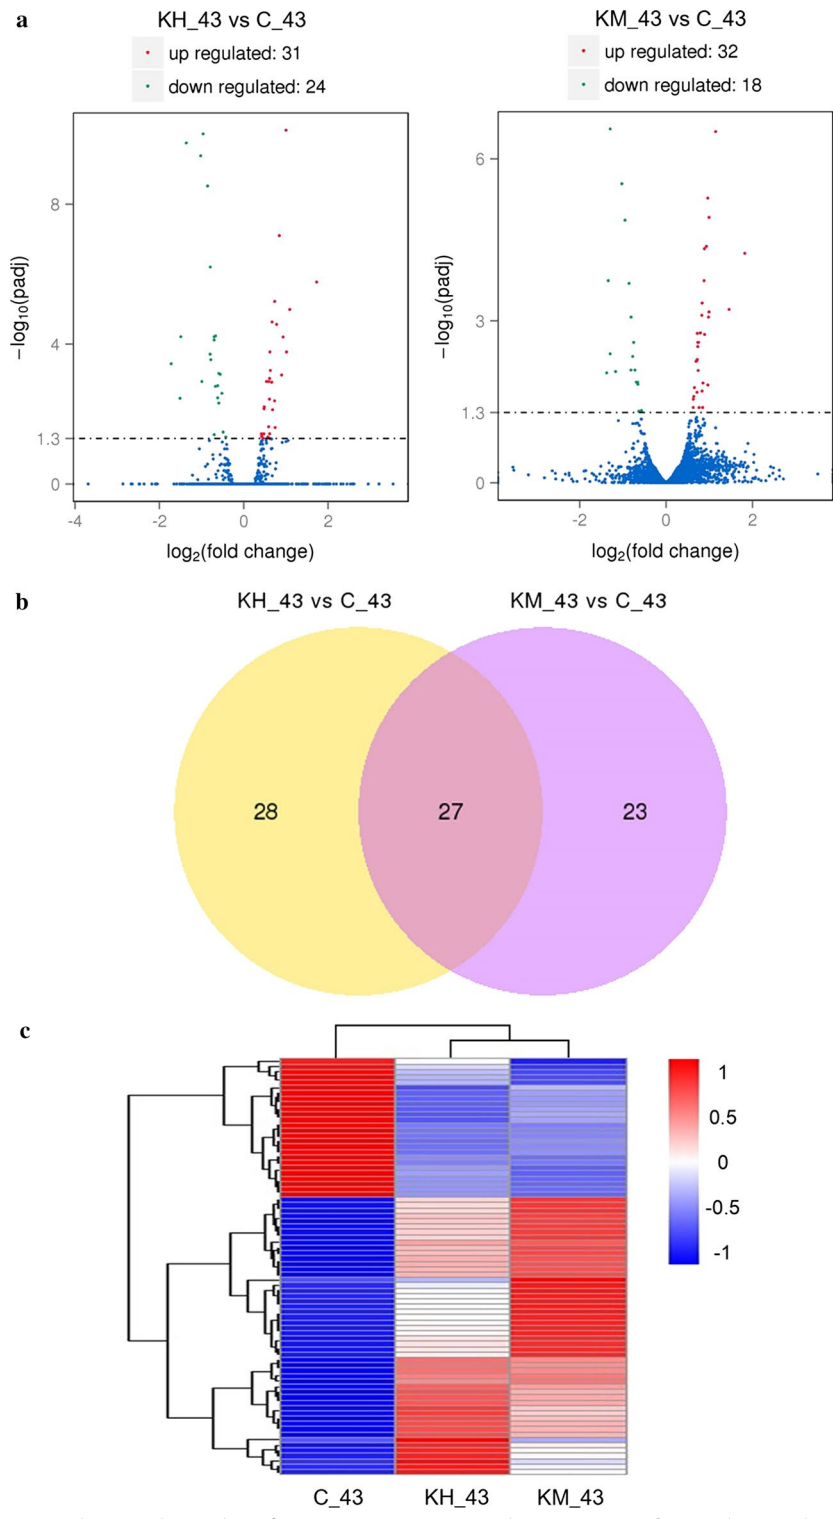 a
KH_43 vs C_43
up regulated: 31
down regulated: 24
8
4
1.3
0
-4
-2
0
2
−log10(padj)
log2(fold change)
KM_43 vs C_43
up regulated: 32
down regulated: 18
6
3
1.3
0
-2
0
2
−log10(padj)
log2(fold change)
b
KH_43 vs C_43
KM_43 vs C_43
28
27
23
c
1
0.5
0
-0.5
-1
C_43
KH_43
KM_43